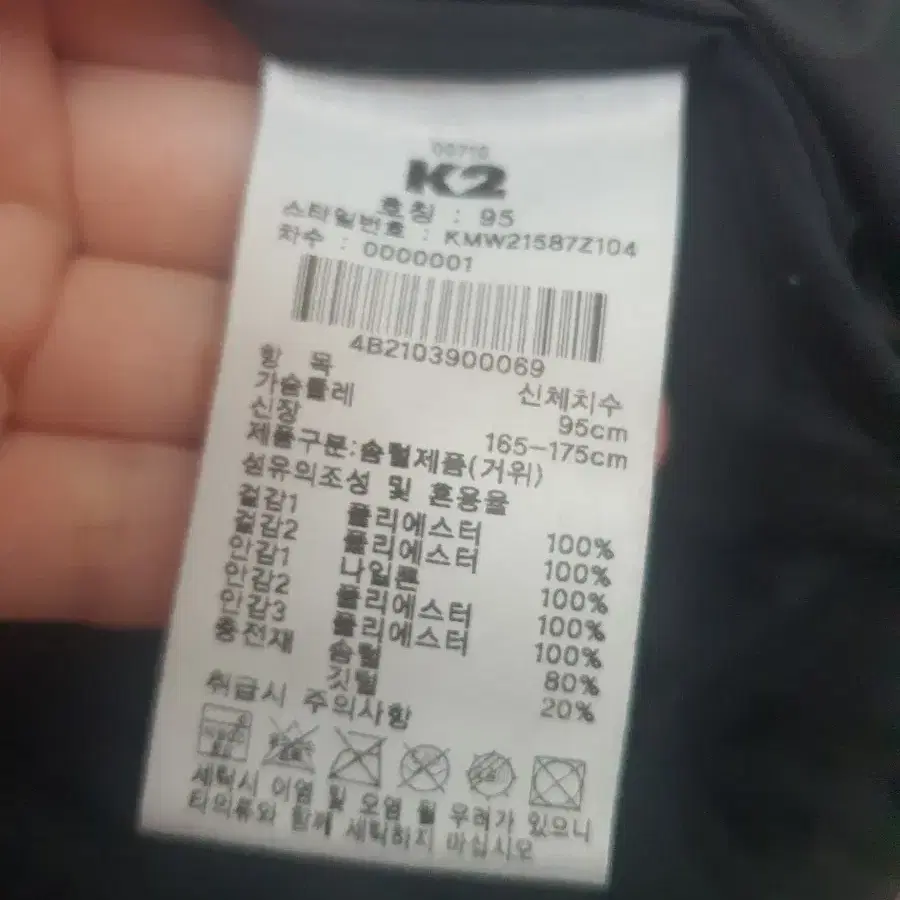 00716
K2
호칭 : 95
스타일번호 : KMW21587Z104
차수 : 0000001
4B2103900069
항 목 신체치수
가슴둘레 95cm
신장 165-175cm
제품구분:솜털제품(거위)
섬유의조성 및 혼용율
겉감1 폴리에스터 100%
겉감2 폴리에스터 100%
안감1 나일론 100%
안감2 폴리에스터 100%
안감3 폴리에스터 100%
충전재 솜털 80%
깃털 20%
취급시 주의사항
세탁시 이염 및 오염 될 우려가 있으니
타의류와 함께 세탁하지 마십시오